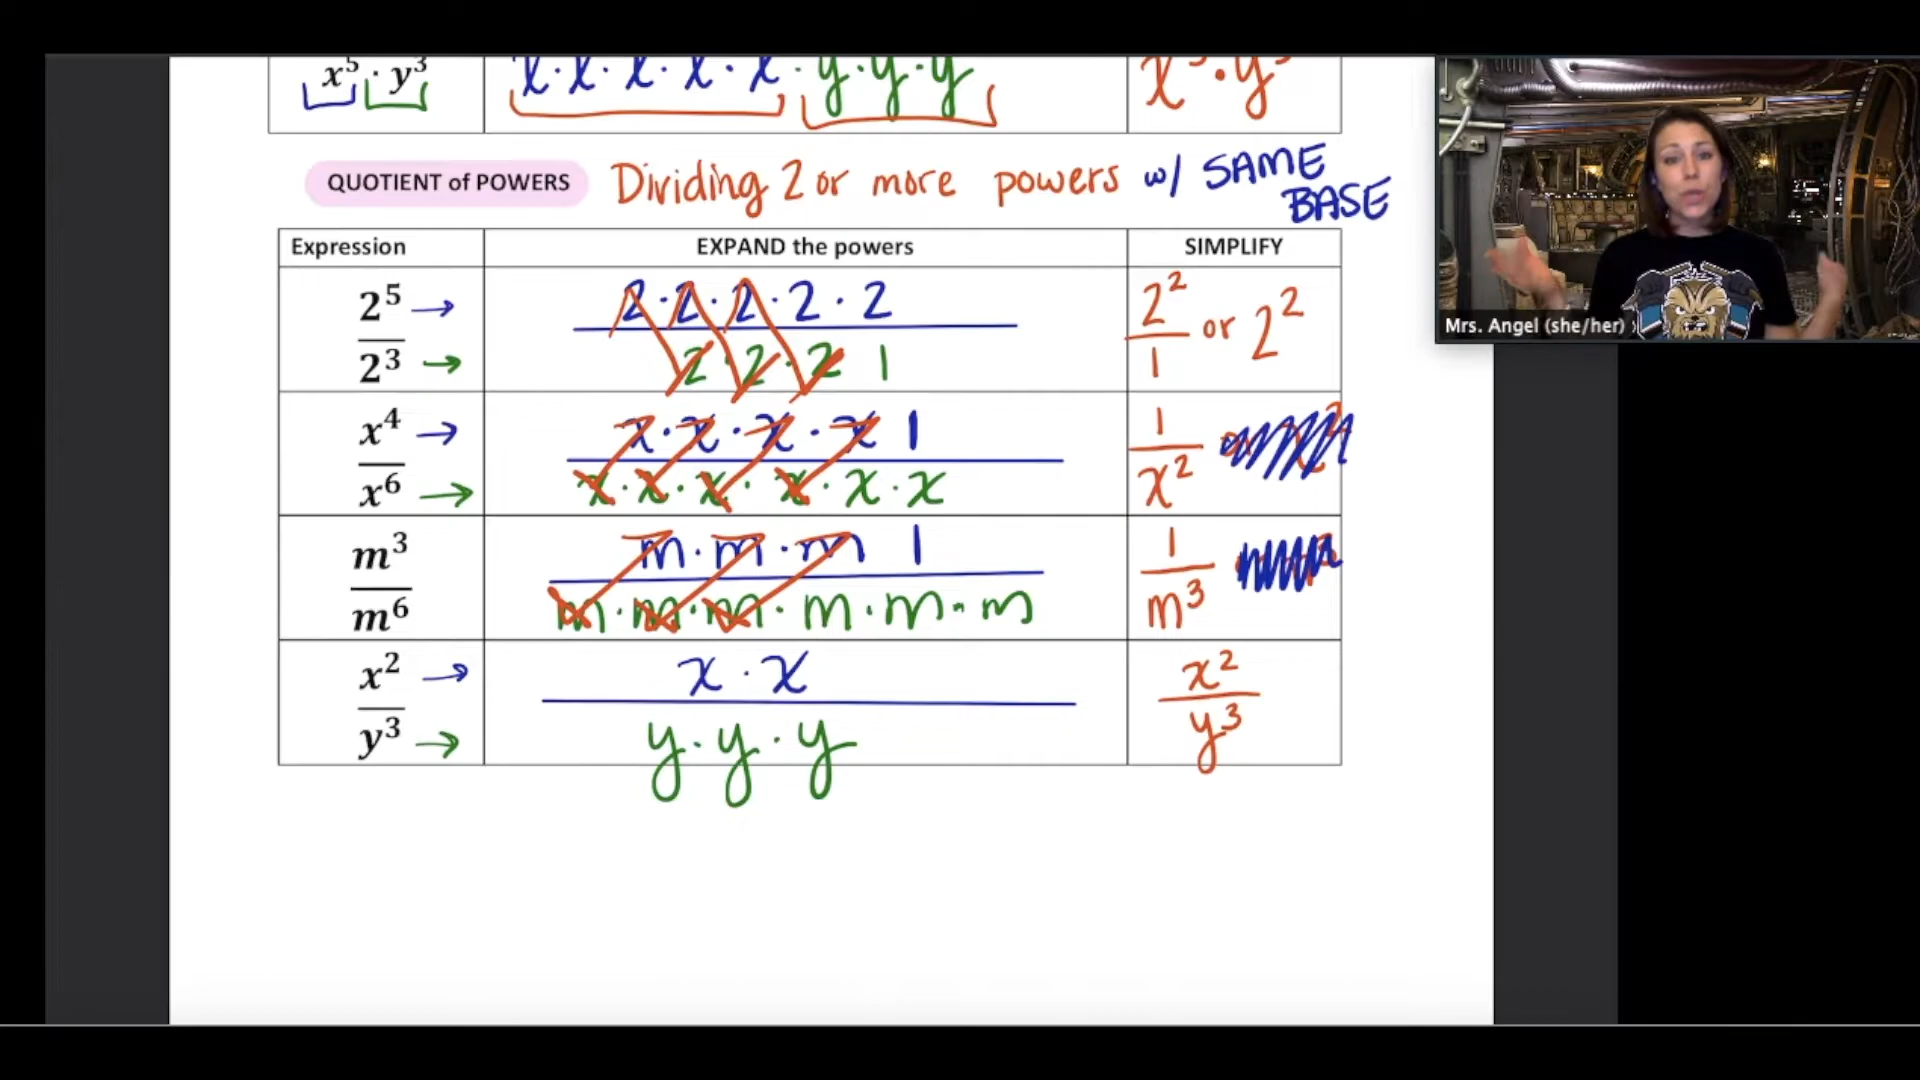 x⁵ · y³ x·x·x·x·x·y·y·y x⁵·y³
QUOTIENT of POWERS Dividing 2 or more powers w/ SAME
BASE
Expression EXPAND the powers SIMPLIFY
2⁵ → 2·2·2·2·2 2² or 2²
2³ → 2·2·2 1 1
x⁴ → x·x·x·x 1 1
x⁶ → x·x·x·x·x·x x²
m³ m·m·m 1 1
m⁶ m·m·m·m·m·m m³
x² → x·x x²
y³ → y·y·y y³
Mrs. Angel (she/her)